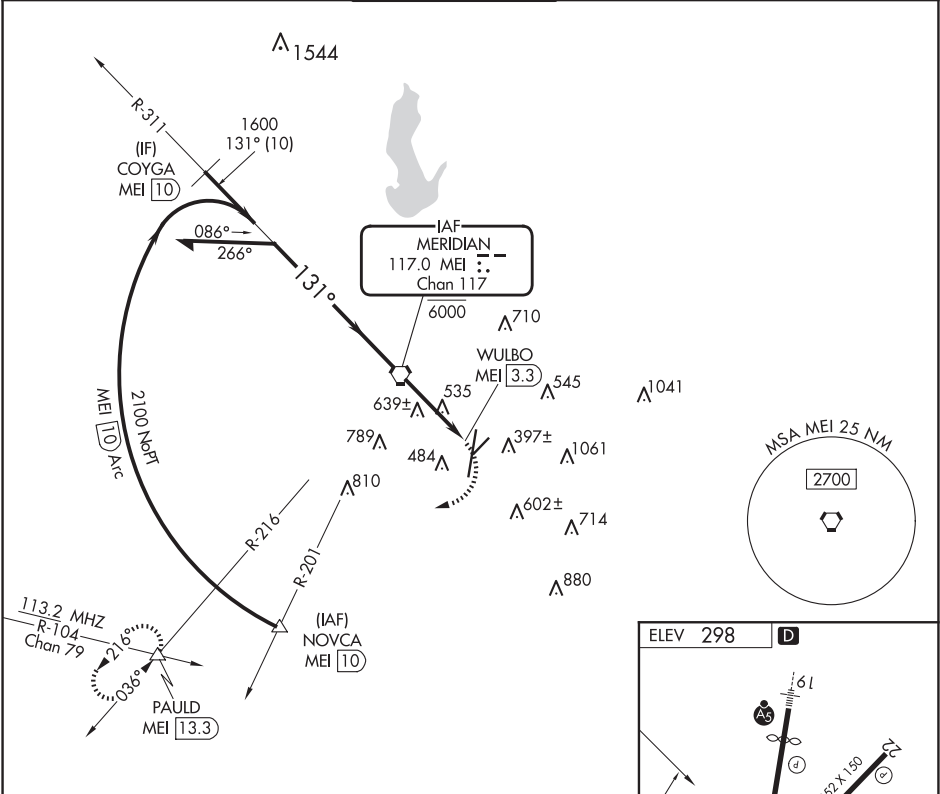 1544
R-311
1600
131° (10)
(IF)
COYGA
MEI 10
086°
266°
131°
IAF
MERIDIAN
117.0 MEI
Chan 117
6000
710
WULBO
MEI 3.3
535
545
1041
639±
789
484
397±
1061
810
602±
714
880
2100 NoPT
MEI 10 Arc
MSA MEI 25 NM
2700
R-216
R-201
(IAF)
NOVCA
MEI 10
113.2 MHZ
R-104
Chan 79
216°
036°
PAULD
MEI 13.3
ELEV 298
D
19
A5
P
22
P
52 X 150